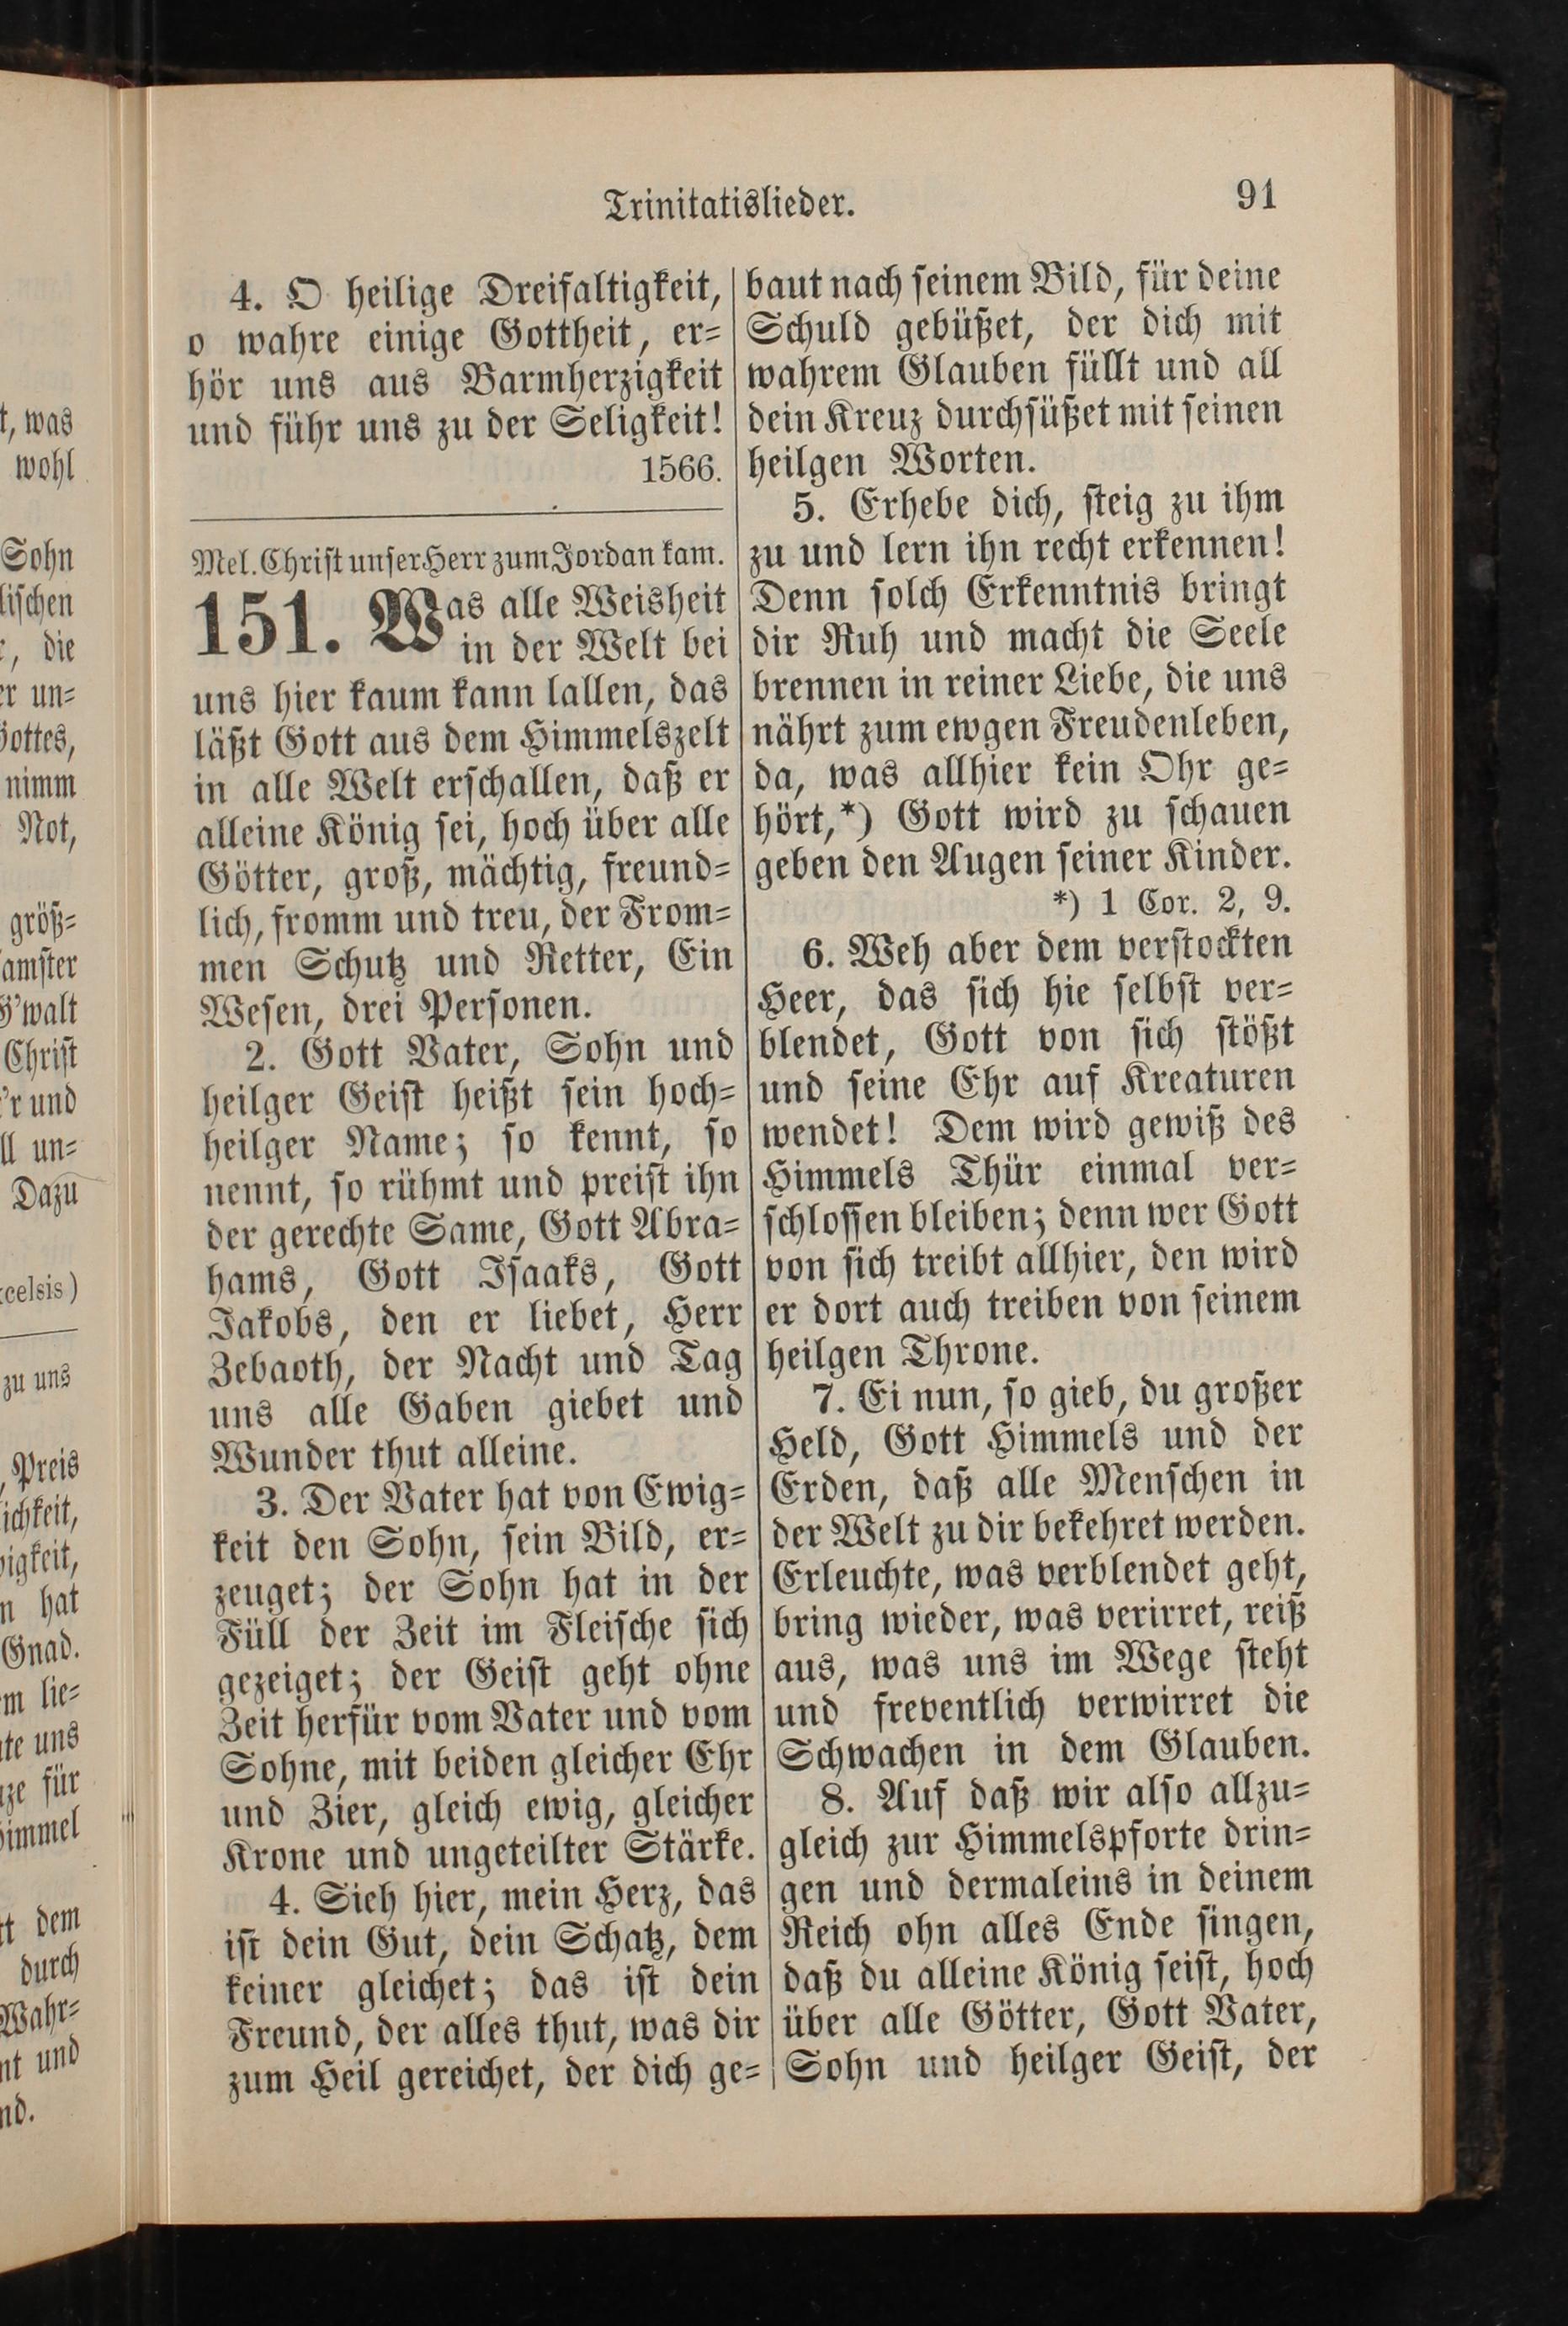 Trinitatislieder.
91
4. O heilige Dreifaltigkeit,
o wahre einige Gottheit, er=
hör uns aus Barmherzigkeit
und führ uns zu der Seligkeit!
1566.
Mel. Christ unser Herr zum Jordan kam.
151. Was alle Weisheit
in der Welt bei
uns hier kaum kann lallen, das
läßt Gott aus dem Himmelszelt
in alle Welt erschallen, daß er
alleine König sei, hoch über alle
Götter, groß, mächtig, freund=
lich, fromm und treu, der From=
men Schutz und Retter, Ein
Wesen, drei Personen.
2. Gott Vater, Sohn und
heilger Geist heißt sein hoch=
heilger Name; so kennt, so
nennt, so rühmt und preist ihn
der gerechte Same, Gott Abra=
hams, Gott Isaaks, Gott
Jakobs, den er liebet, Herr
Zebaoth, der Nacht und Tag
uns alle Gaben giebet und
Wunder thut alleine.
3. Der Vater hat von Ewig=
keit den Sohn, sein Bild, er=
zeuget; der Sohn hat in der
Füll der Zeit im Fleische sich
gezeiget; der Geist geht ohne
Zeit herfür vom Vater und vom
Sohne, mit beiden gleicher Ehr
und Zier, gleich ewig, gleicher
Krone und ungeteilter Stärke.
4. Sieh hier, mein Herz, das
ist dein Gut, dein Schatz, dem
keiner gleichet; das ist dein
Freund, der alles thut, was dir
zum Heil gereichet, der dich ge=
baut nach seinem Bild, für deine
Schuld gebüßet, der dich mit
wahrem Glauben füllt und all
dein Kreuz durchsüßet mit seinen
heilgen Worten.
5. Erhebe dich, steig zu ihm
zu und lern ihn recht erkennen!
Denn solch Erkenntnis bringt
dir Ruh und macht die Seele
brennen in reiner Liebe, die uns
nährt zum ewgen Freudenleben,
da, was allhier kein Ohr ge=
hört,*) Gott wird zu schauen
geben den Augen seiner Kinder.
*) 1 Cor. 2, 9.
6. Weh aber dem verstockten
Heer, das sich hie selbst ver=
blendet, Gott von sich stößt
und seine Ehr auf Kreaturen
wendet! Dem wird gewiß des
Himmels Thür einmal ver=
schlossen bleiben; denn wer Gott
von sich treibt allhier, den wird
er dort auch treiben von seinem
heilgen Throne.
7. Ei nun, so gieb, du großer
Held, Gott Himmels und der
Erden, daß alle Menschen in
der Welt zu dir bekehret werden.
Erleuchte, was verblendet geht,
bring wieder, was verirret, reiß
aus, was uns im Wege steht
und freventlich verwirret die
Schwachen in dem Glauben.
8. Auf daß wir also allzu=
gleich zur Himmelspforte drin=
gen und dermaleins in deinem
Reich ohn alles Ende singen,
daß du alleine König seist, hoch
über alle Götter, Gott Vater,
Sohn und heilger Geist, der